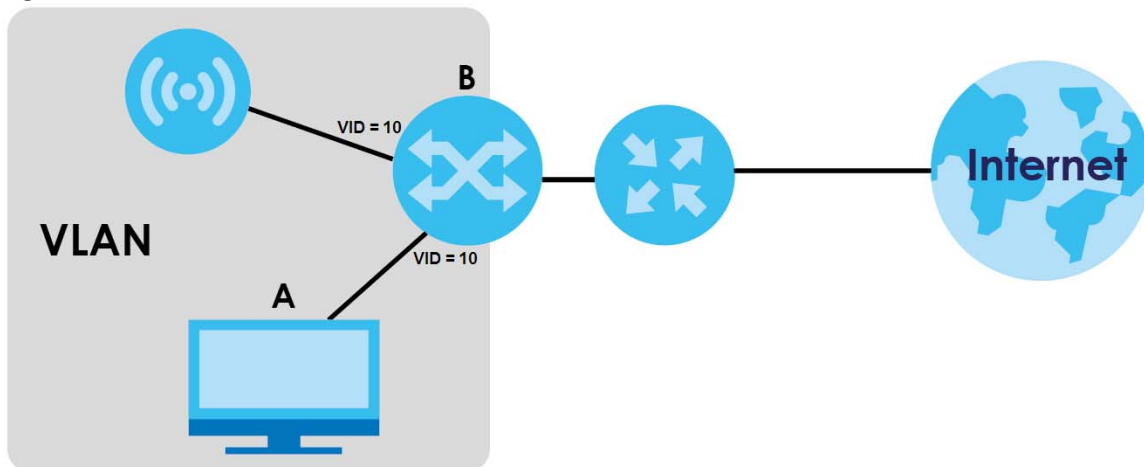 B
VID = 10
Internet
VLAN
VID = 10
A